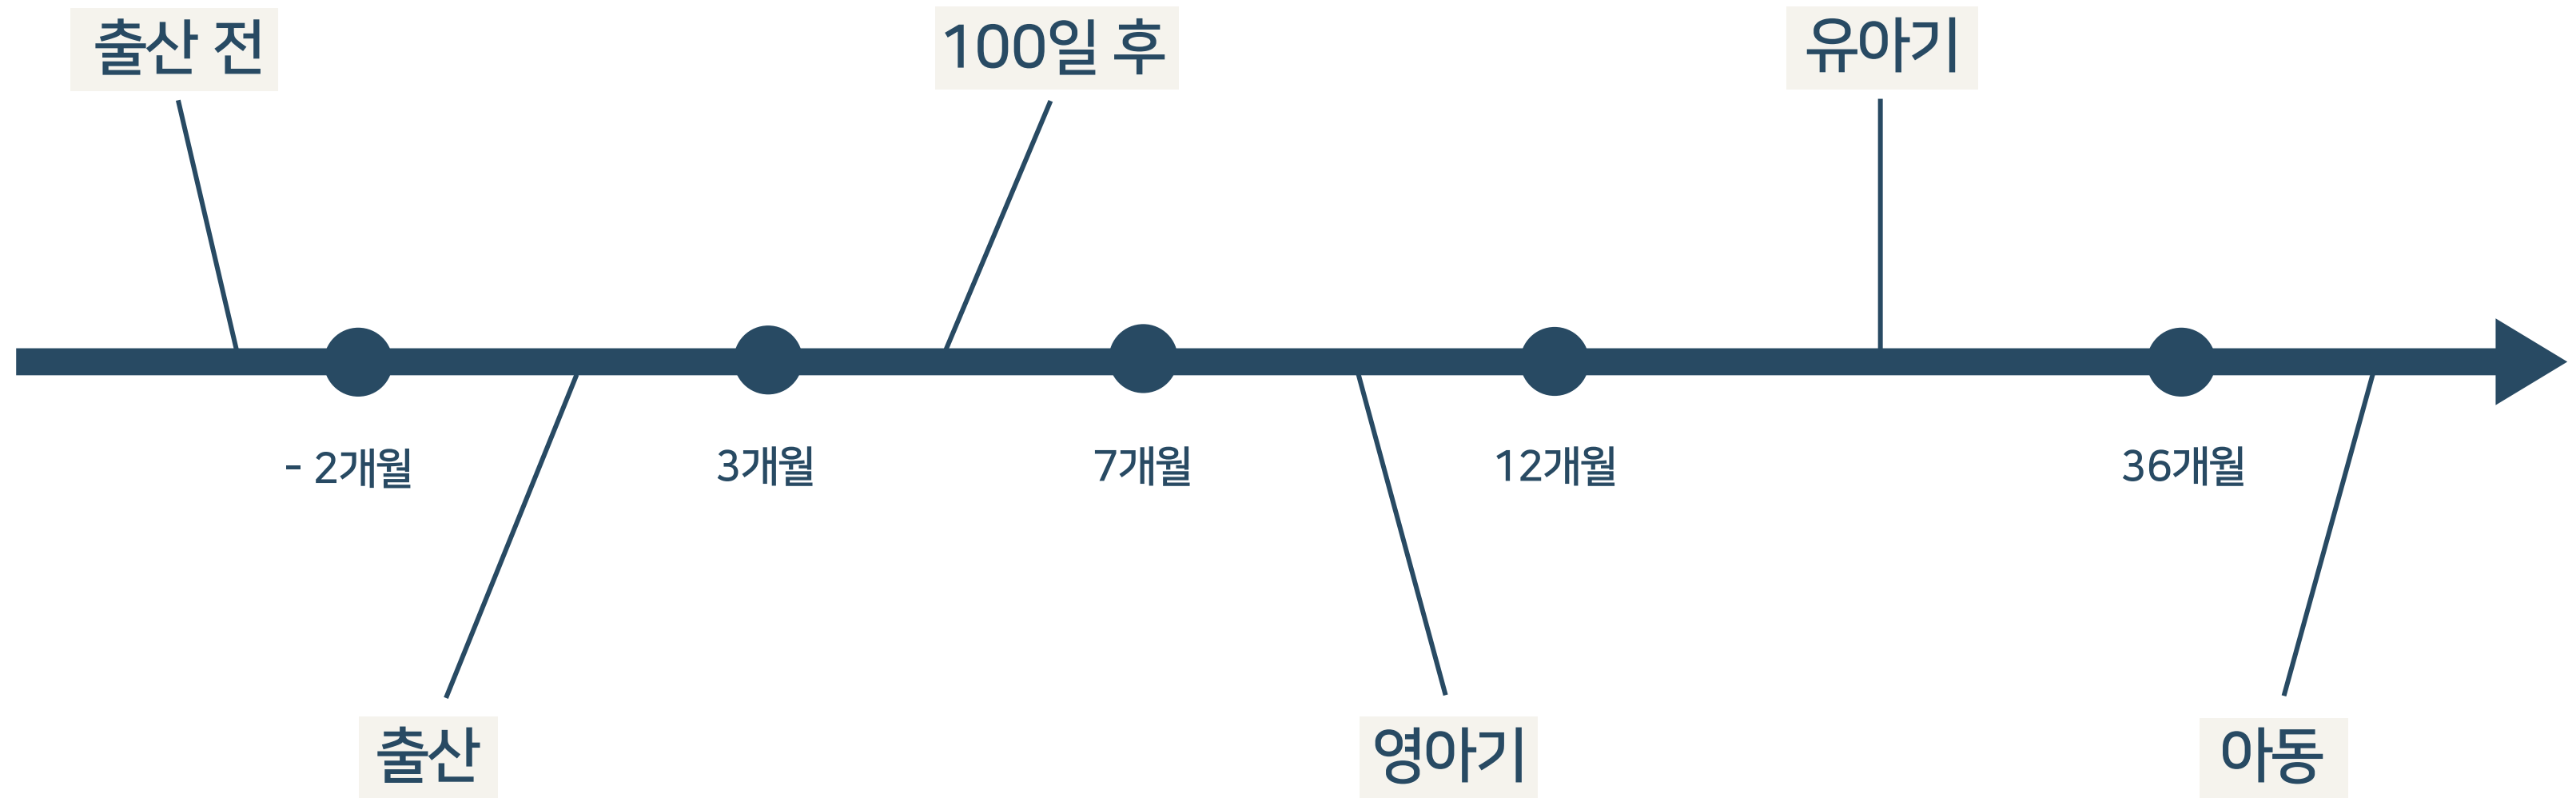 출산 전
100일 후
유아기
- 2개월
3개월
7개월
12개월
36개월
출산
영아기
아동